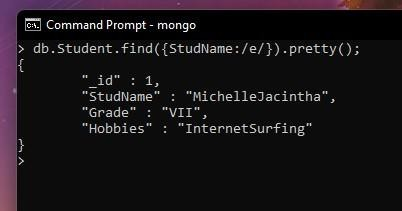 Command Prompt - mongo
> db.Student.find({StudName:/e/}).pretty();
{
        "_id" : 1,
        "StudName" : "MichelleJacintha",
        "Grade" : "VII",
        "Hobbies" : "InternetSurfing"
}
>